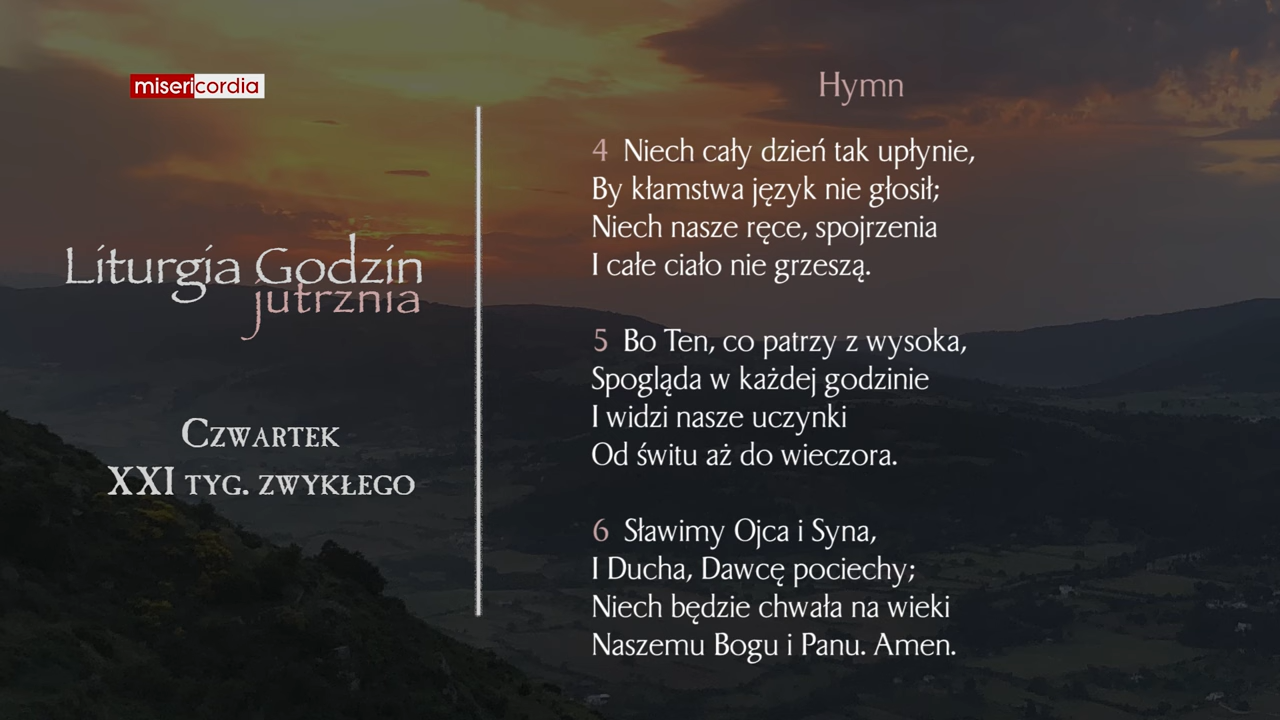 misericordia
Liturgia Godzin
jutrznia
Czwartek
XXI tyg. zwykłego
Hymn
4 Niech cały dzień tak upłynie,
By kłamstwa język nie głosił;
Niech nasze ręce, spojrzenia
I całe ciało nie grzeszą.
5 Bo Ten, co patrzy z wysoka,
Spogląda w każdej godzinie
I widzi nasze uczynki
Od świtu aż do wieczora.
6 Sławimy Ojca i Syna,
I Ducha, Dawcę pociechy;
Niech będzie chwała na wieki
Naszemu Bogu i Panu. Amen.